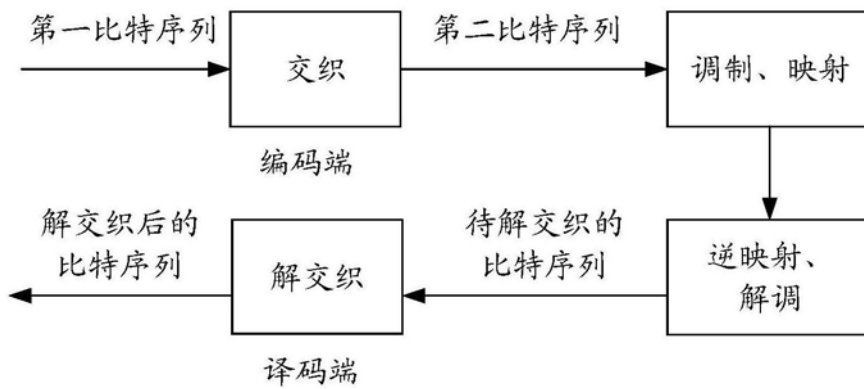 第一比特序列
交织
第二比特序列
调制、映射
编码端
解交织后的
比特序列
解交织
待解交织的
比特序列
逆映射、
解调
译码端